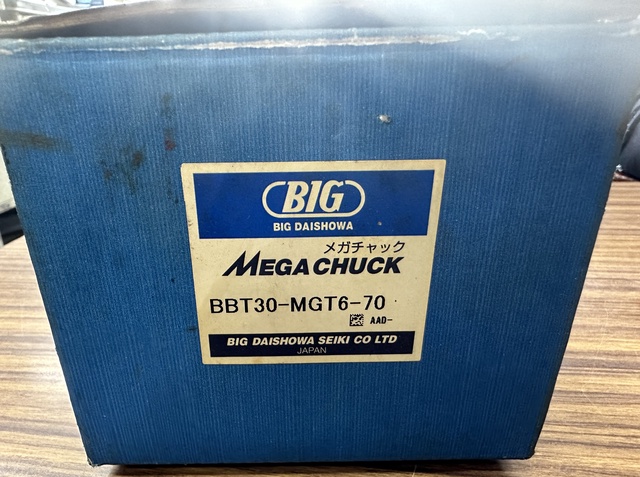 BIG
BIG DAISHOWA
メガチャック
MEGACHUCK
BBT30-MGT6-70
AAD-
BIG DAISHOWA SEIKI CO LTD
JAPAN